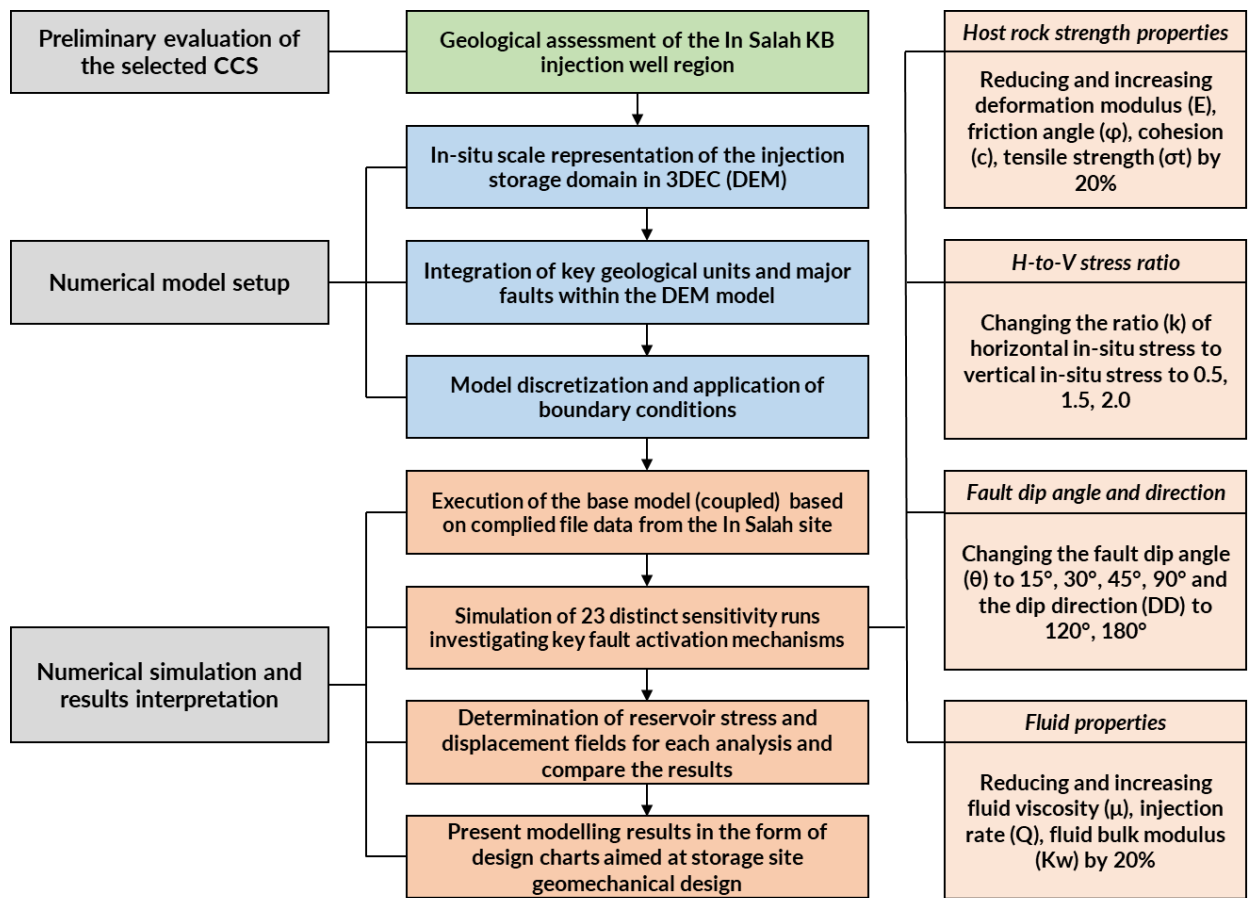 Preliminary evaluation of
the selected CCS
Geological assessment of the In Salah KB
injection well region
In-situ scale representation of the injection
storage domain in 3DEC (DEM)
Numerical model setup
Integration of key geological units and major
faults within the DEM model
Model discretization and application of
boundary conditions
Execution of the base model (coupled) based
on complied file data from the In Salah site
Simulation of 23 distinct sensitivity runs
investigating key fault activation mechanisms
Numerical simulation and
results interpretation
Determination of reservoir stress and
displacement fields for each analysis and
compare the results
Present modelling results in the form of
design charts aimed at storage site
geomechanical design
Host rock strength properties
Reducing and increasing
deformation modulus (E),
friction angle (φ), cohesion
(c), tensile strength (σt) by
20%
H-to-V stress ratio
Changing the ratio (k) of
horizontal in-situ stress to
vertical in-situ stress to 0.5,
1.5, 2.0
Fault dip angle and direction
Changing the fault dip angle
(θ) to 15°, 30°, 45°, 90° and
the dip direction (DD) to
120°, 180°
Fluid properties
Reducing and increasing
fluid viscosity (μ), injection
rate (Q), fluid bulk modulus
(Kw) by 20%